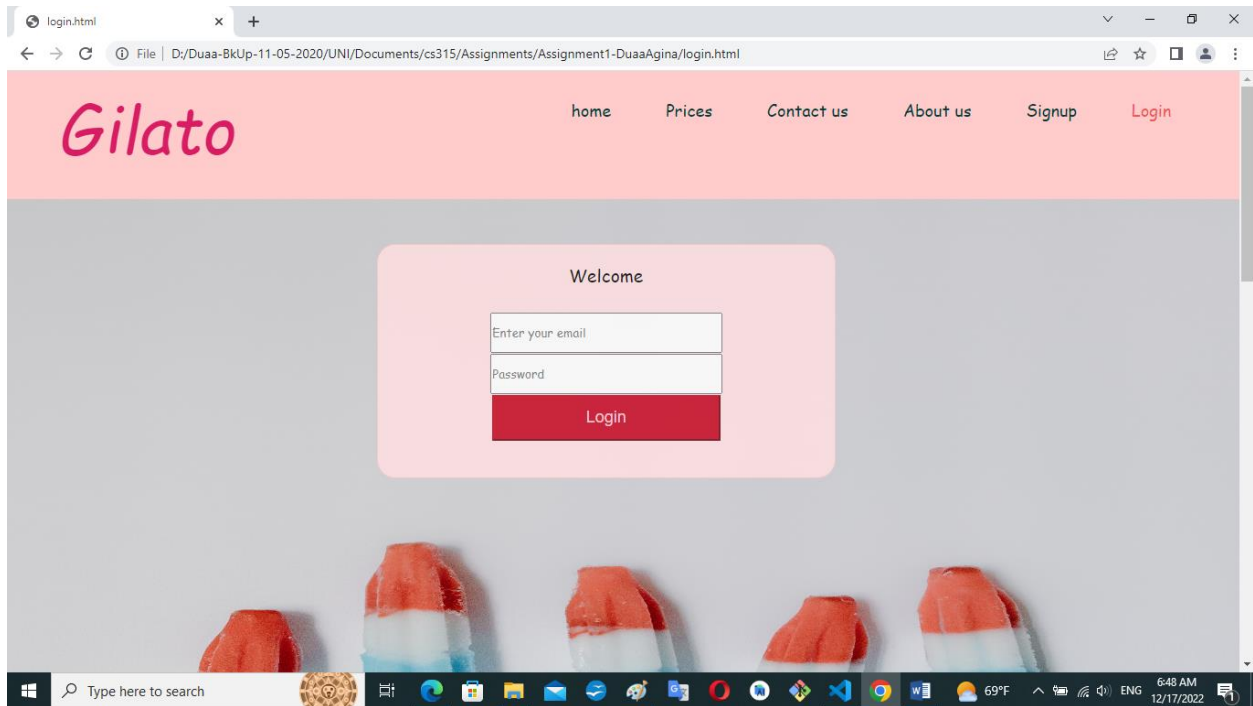 login.html
File | D:/Duaa-BkUp-11-05-2020/UNI/Documents/cs315/Assignments/Assignment1-DuaaAgina/login.html
Gilato
home Prices Contact us About us Signup Login
Welcome
Enter your email
Password
Login
Type here to search
69°F ENG 6:48 AM
12/17/2022